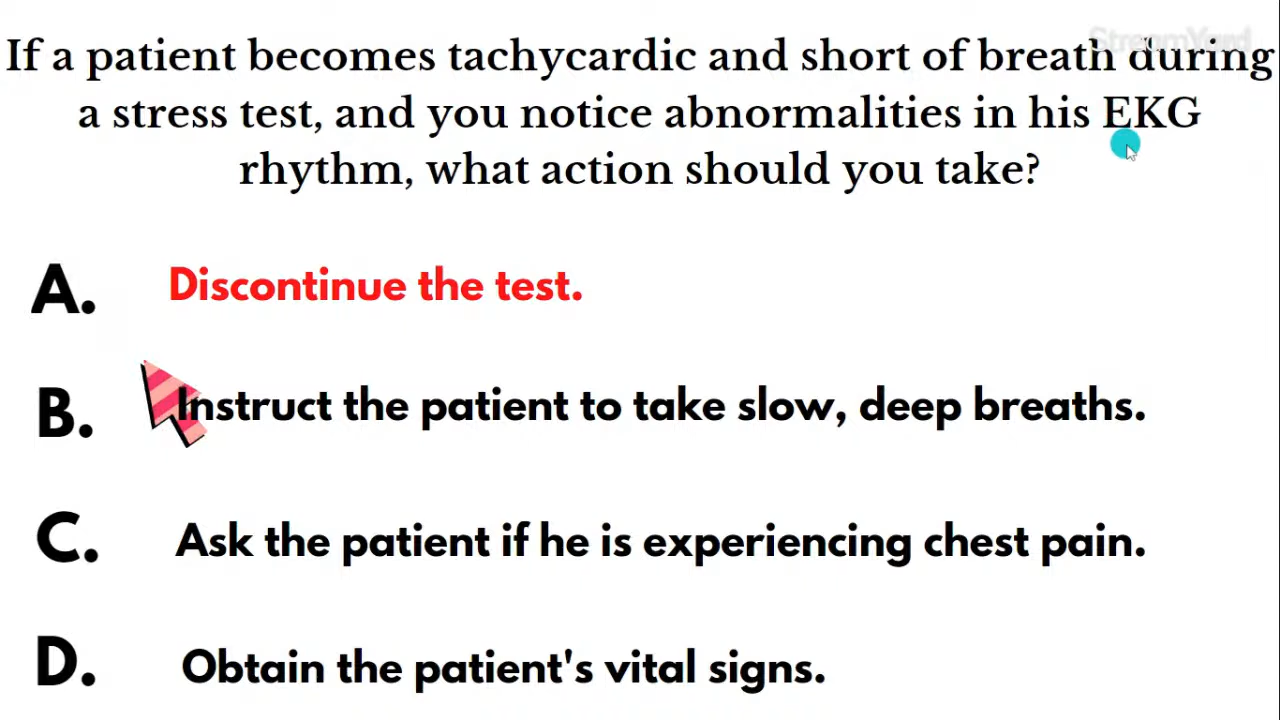 StreamYard
If a patient becomes tachycardic and short of breath during
a stress test, and you notice abnormalities in his EKG
rhythm, what action should you take?
A. Discontinue the test.
B. Instruct the patient to take slow, deep breaths.
C. Ask the patient if he is experiencing chest pain.
D. Obtain the patient's vital signs.